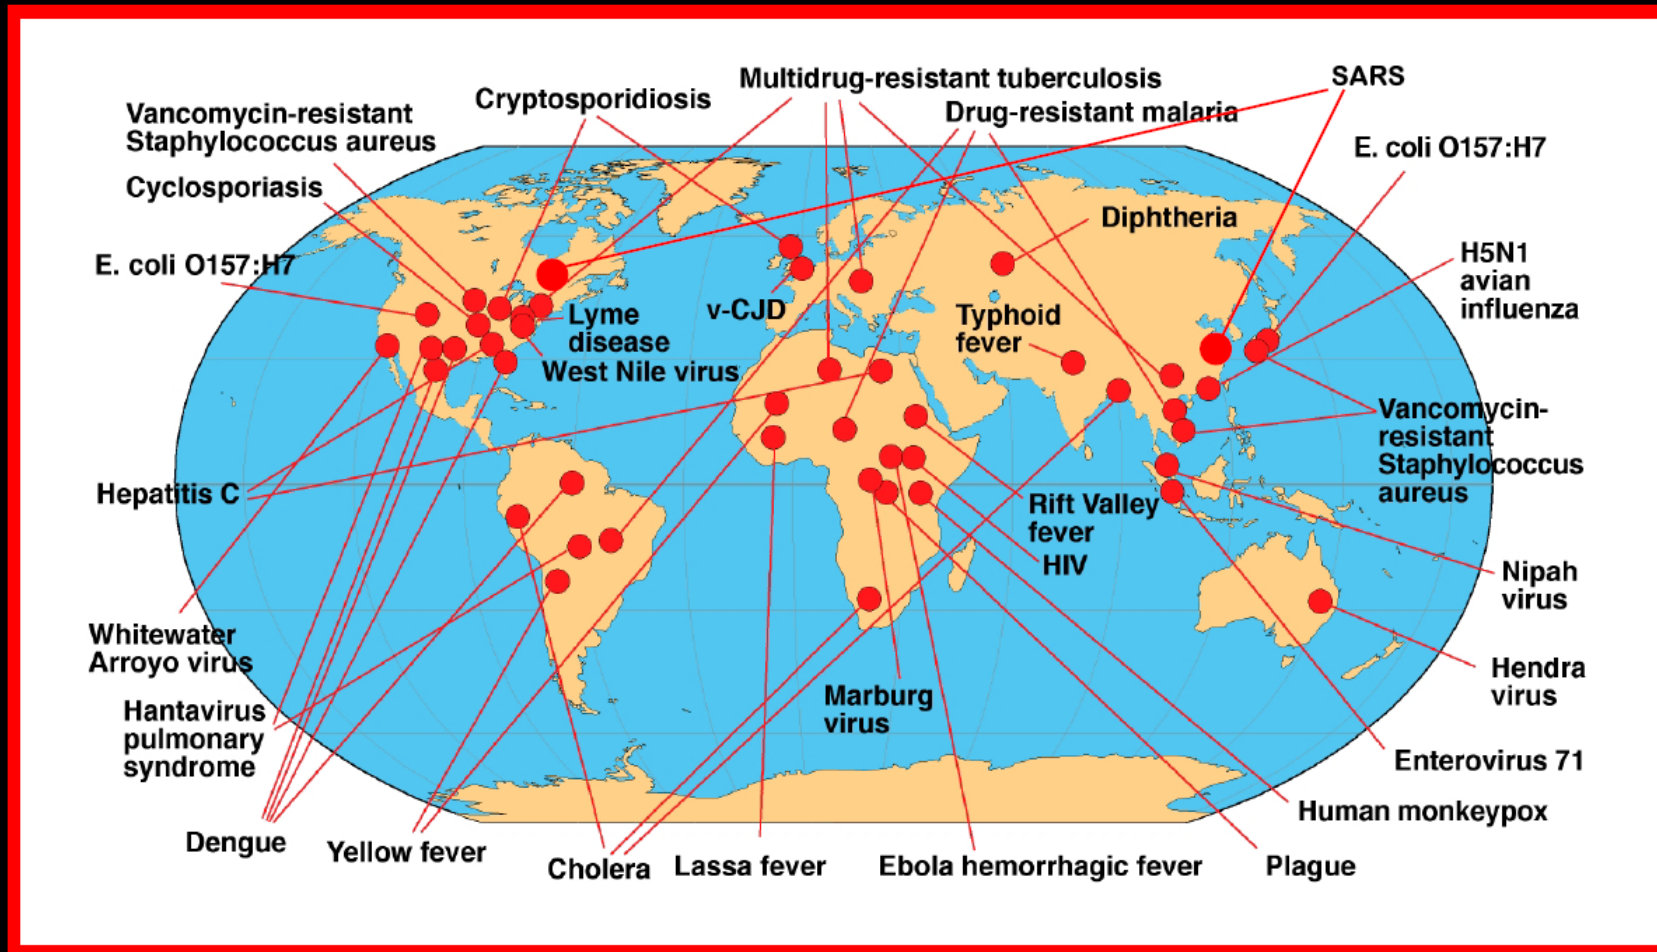 Multidrug-resistant tuberculosis
SARS
Cryptosporidiosis
Drug-resistant malaria
Vancomycin-resistant
Staphylococcus aureus
E. coli O157:H7
Cyclosporiasis
Diphtheria
E. coli O157:H7
H5N1
avian
influenza
v-CJD
Lyme
disease
Typhoid
fever
West Nile virus
Vancomycin-
resistant
Staphylococcus
aureus
Hepatitis C
Rift Valley
fever
HIV
Nipah
virus
Whitewater
Arroyo virus
Hendra
virus
Marburg
virus
Hantavirus
pulmonary
syndrome
Enterovirus 71
Human monkeypox
Dengue
Yellow fever
Cholera
Lassa fever
Ebola hemorrhagic fever
Plague